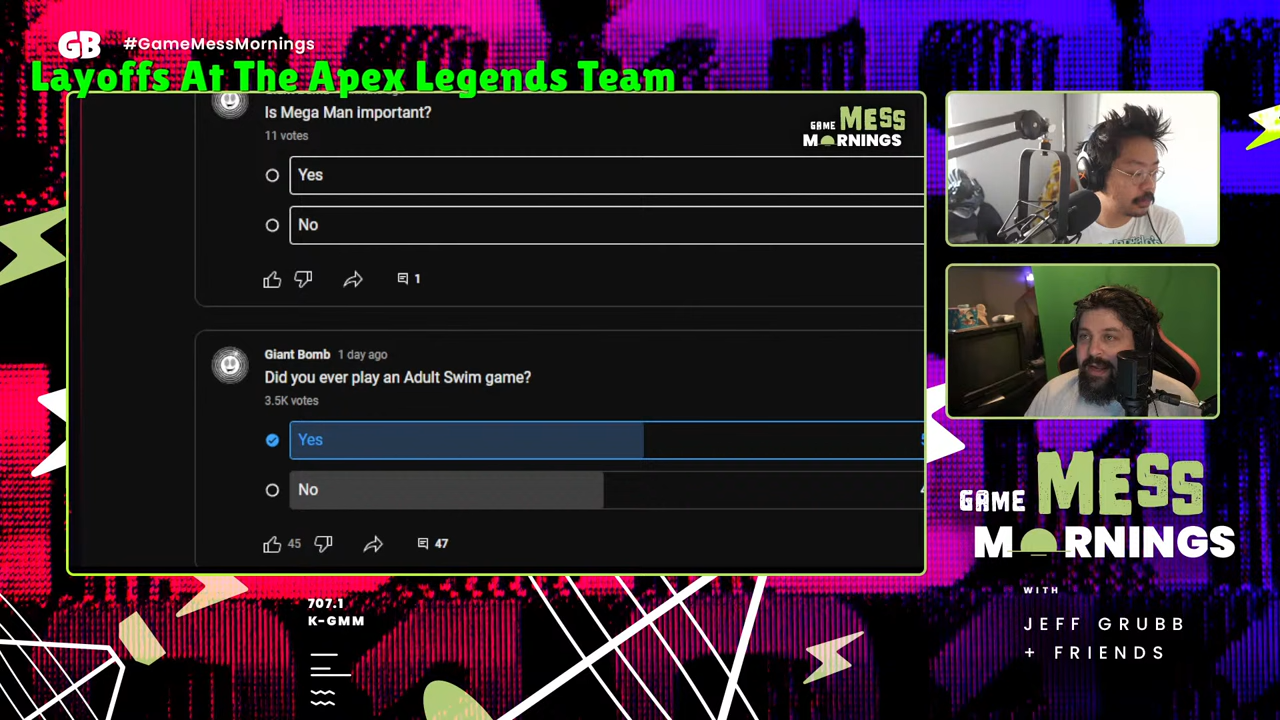 GB #GameMessMornings
Layoffs At The Apex Legends Team
Is Mega Man important?
11 votes
GAME MESS
MORNINGS
Yes
No
1
Giant Bomb 1 day ago
Did you ever play an Adult Swim game?
3.5K votes
Yes
No
45
47
GAME MESS
MORNINGS
WITH
JEFF GRUBB
+ FRIENDS
707.1
K-GMM